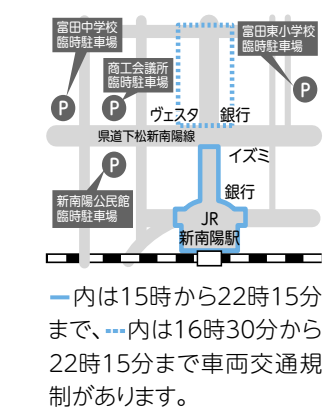 富田中学校
臨時駐車場
富田東小学校
臨時駐車場
商工会議所
臨時駐車場
P
P
P
ヴェスタ 銀行
県道下松新南陽線
イズミ
P
銀行
新南陽公民館
臨時駐車場
JR
新南陽駅
━内は15時から22時15分
まで、┅内は16時30分から
22時15分まで車両交通規
制があります。